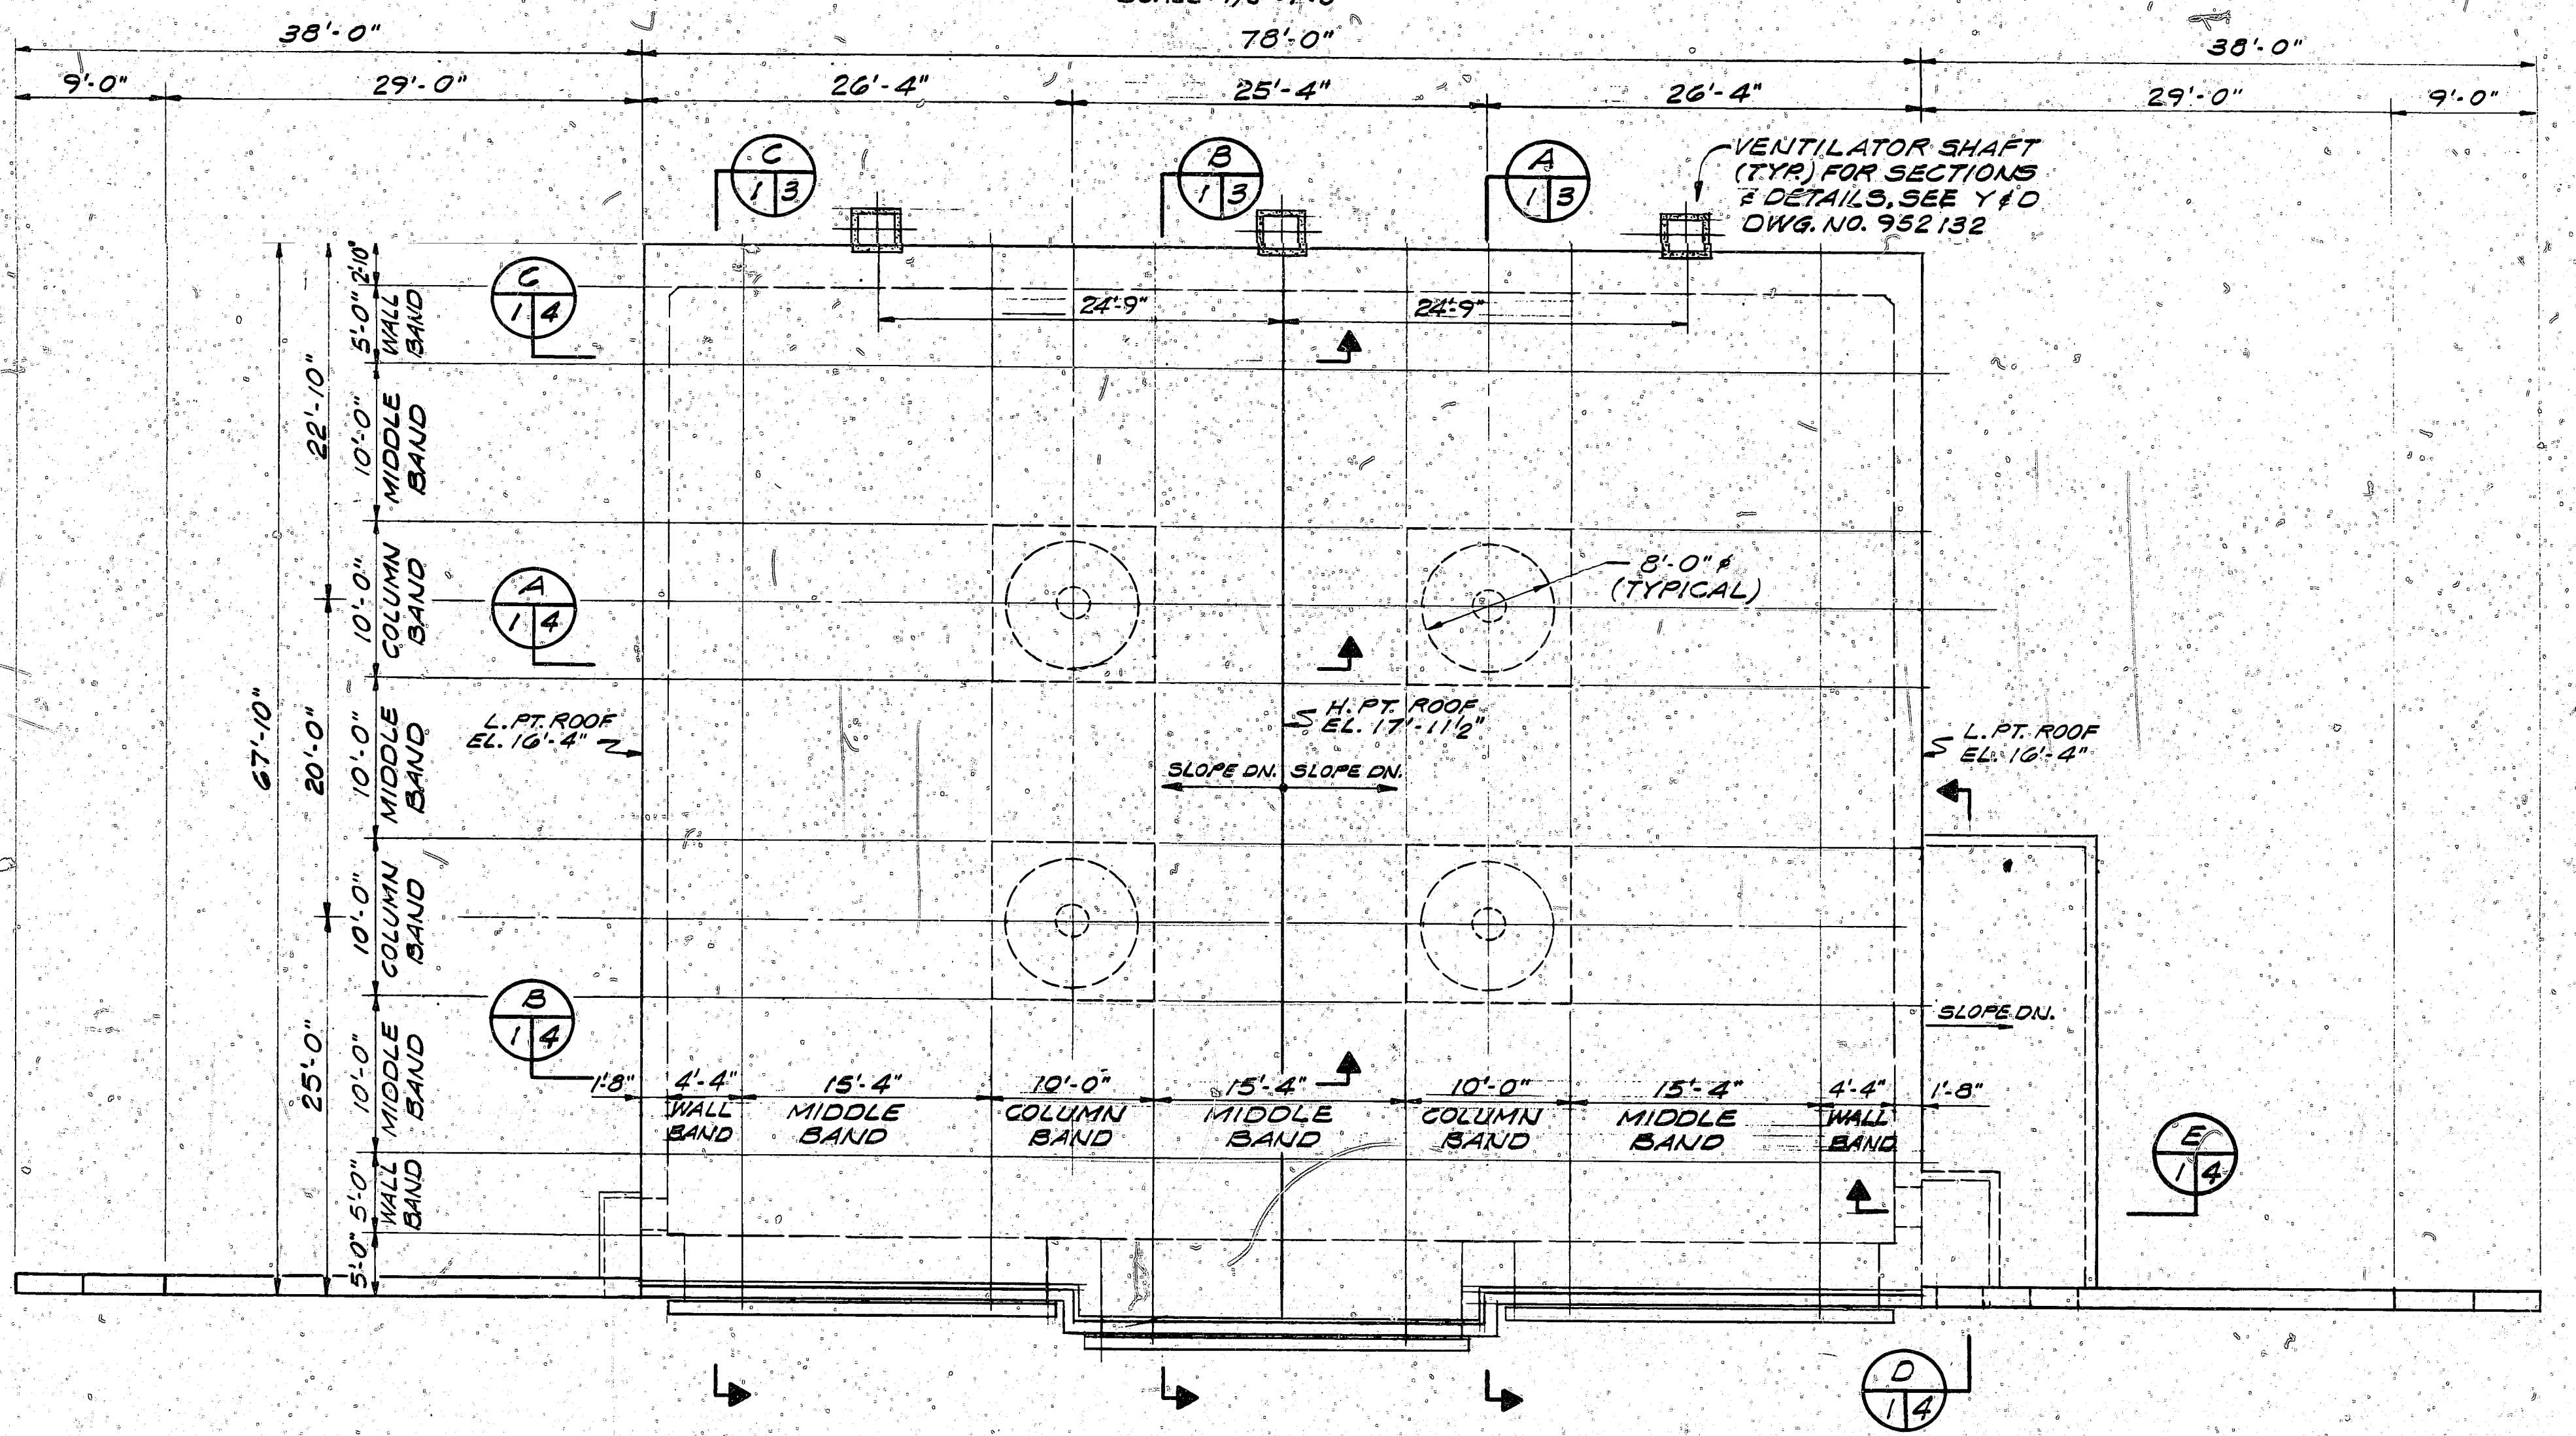 38'-0"
78'-0"
38'-0"
9'-0"
29'-0"
26'-4"
25'-4"
26'-4"
29'-0"
9'-0"
C
1 3
B
1 3
A
1 3
VENTILATOR SHAFT
(TYP.) FOR SECTIONS
& DETAILS, SEE Y & D
DWG. NO. 952132
2'-10"
5'-0"
WALL
BAND
C
1 4
24'-9"
24'-9"
22'-10"
10'-0"
MIDDLE
BAND
10'-0"
COLUMN
BAND
A
1 4
8'-0" ø
(TYPICAL)
67'-10"
20'-0"
10'-0"
MIDDLE
BAND
L. PT. ROOF
EL. 16'-4"
H. PT. ROOF
EL. 17'-11½"
L. PT. ROOF
EL. 16'-4"
SLOPE DN.
SLOPE DN.
10'-0"
COLUMN
BAND
B
1 4
SLOPE DN.
25'-0"
10'-0"
MIDDLE
BAND
1'-8"
4'-4"
WALL
BAND
15'-4"
MIDDLE
BAND
10'-0"
COLUMN
BAND
15'-4"
MIDDLE
BAND
10'-0"
COLUMN
BAND
15'-4"
MIDDLE
BAND
4'-4"
WALL
BAND
1'-8"
E
1 4
5'-0"
WALL
BAND
5'-0"
D
1 4